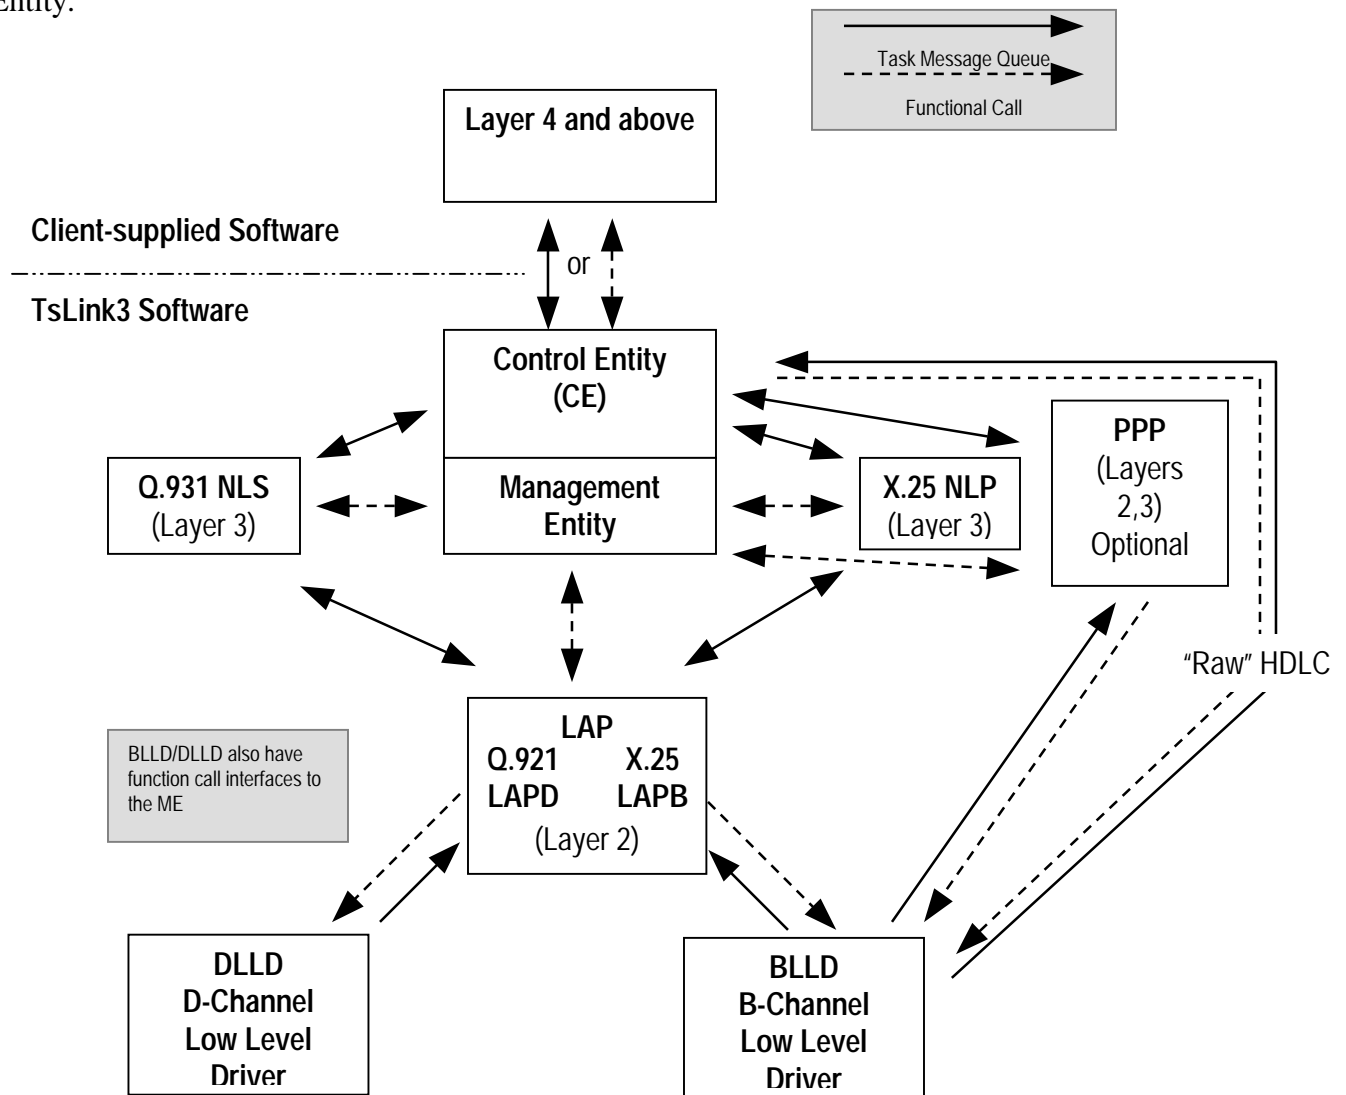 Entity.
Task Message Queue
Functional Call
Layer 4 and above
Client-supplied Software
or
TsLink3 Software
Control Entity
(CE)
Management
Entity
Q.931 NLS
(Layer 3)
X.25 NLP
(Layer 3)
PPP
(Layers
2,3)
Optional
"Raw" HDLC
LAP
Q.921 X.25
LAPD LAPB
(Layer 2)
BLLD/DLLD also have
function call interfaces to
the ME
DLLD
D-Channel
Low Level
Driver
BLLD
B-Channel
Low Level
Driver